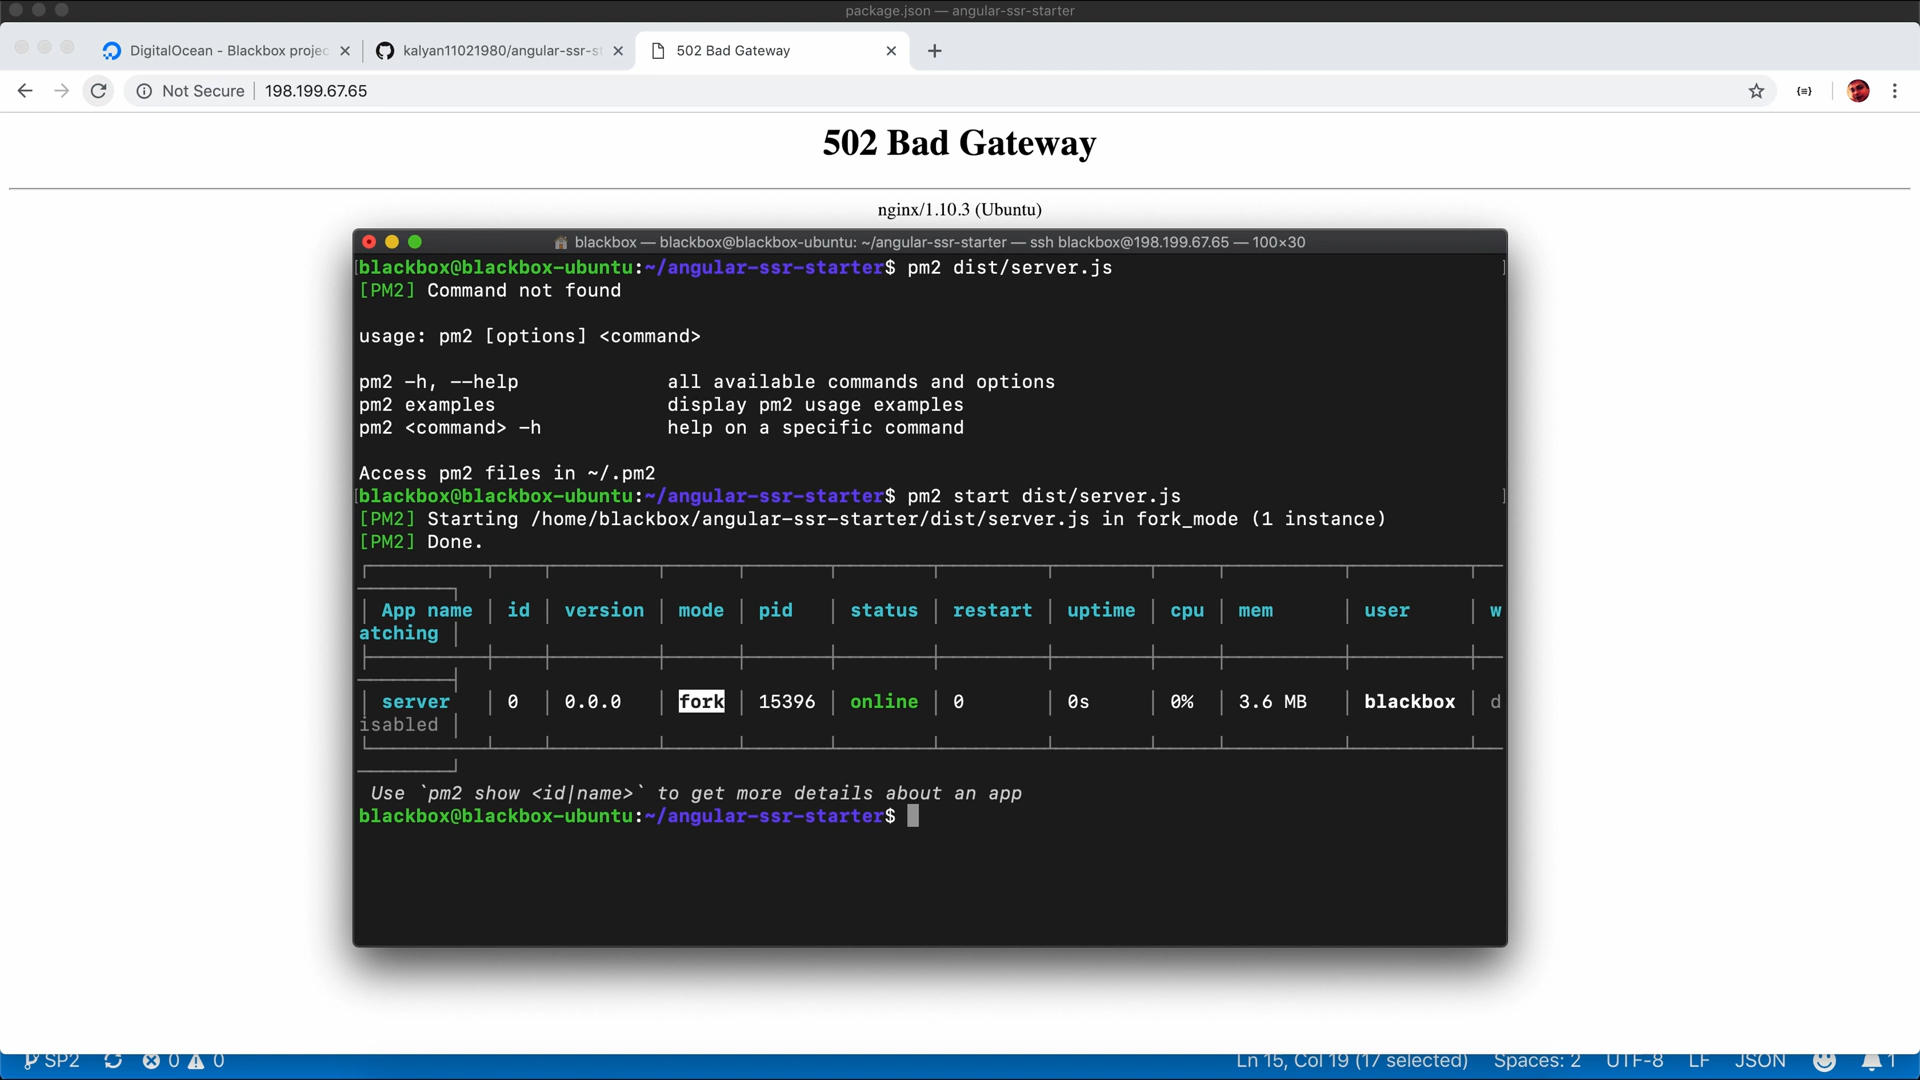 package.json — angular-ssr-starter
DigitalOcean - Blackbox projec
kalyan11021980/angular-ssr-s
502 Bad Gateway
Not Secure
198.199.67.65
502 Bad Gateway
nginx/1.10.3 (Ubuntu)
blackbox — blackbox@blackbox-ubuntu: ~/angular-ssr-starter — ssh blackbox@198.199.67.65 — 100×30
[blackbox@blackbox-ubuntu:~/angular-ssr-starter$ pm2 dist/server.js ]
[PM2] Command not found
usage: pm2 [options] <command>
pm2 -h, --help all available commands and options
pm2 examples display pm2 usage examples
pm2 <command> -h help on a specific command
Access pm2 files in ~/.pm2
[blackbox@blackbox-ubuntu:~/angular-ssr-starter$ pm2 start dist/server.js ]
[PM2] Starting /home/blackbox/angular-ssr-starter/dist/server.js in fork_mode (1 instance)
[PM2] Done.
│ App name │ id │ version │ mode │ pid │ status │ restart │ uptime │ cpu │ mem │ user │ w
atching │
│ server │ 0 │ 0.0.0 │ fork │ 15396 │ online │ 0 │ 0s │ 0% │ 3.6 MB │ blackbox │ d
isabled │
Use `pm2 show <id|name>` to get more details about an app
blackbox@blackbox-ubuntu:~/angular-ssr-starter$
SP2 0 0 Ln 15, Col 19 (17 selected) Spaces: 2 UTF-8 LF JSON 1